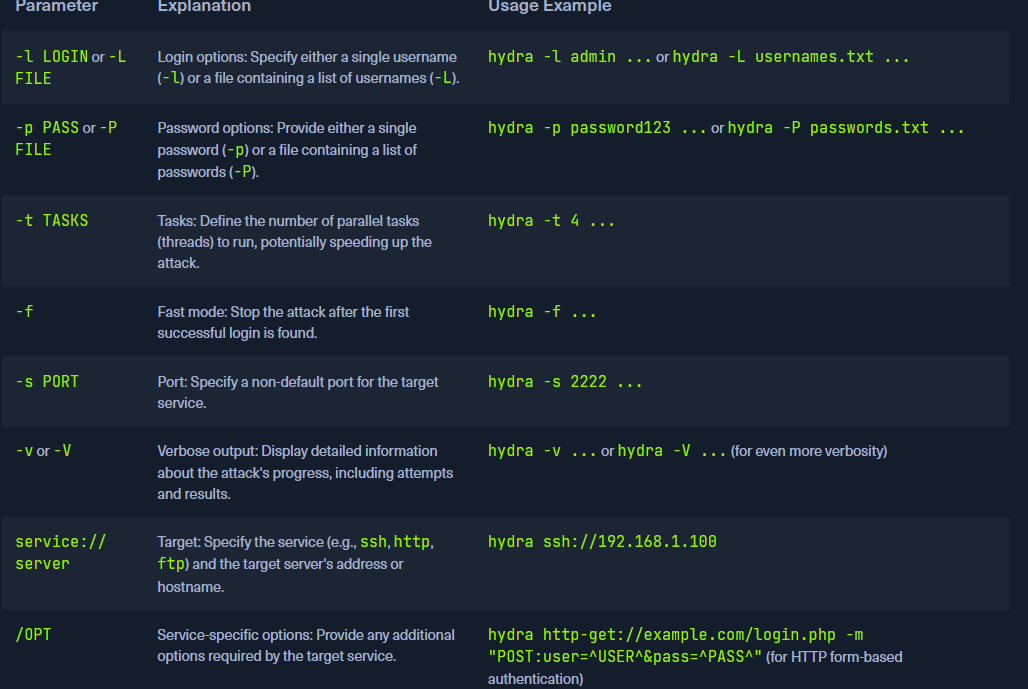 Parameter Explanation Usage Example
-l LOGIN or -L Login options: Specify either a single username hydra -l admin ... or hydra -L usernames.txt ...
FILE (-l) or a file containing a list of usernames (-L).
-p PASS or -P Password options: Provide either a single hydra -p password123 ... or hydra -P passwords.txt ...
FILE password (-p) or a file containing a list of
passwords (-P).
-t TASKS Tasks: Define the number of parallel tasks hydra -t 4 ...
(threads) to run, potentially speeding up the
attack.
-f Fast mode: Stop the attack after the first hydra -f ...
successful login is found.
-s PORT Port: Specify a non-default port for the target hydra -s 2222 ...
service.
-v or -V Verbose output: Display detailed information hydra -v ... or hydra -V ... (for even more verbosity)
about the attack's progress, including attempts
and results.
service:// Target: Specify the service (e.g., ssh, http, hydra ssh://192.168.1.100
server ftp) and the target server's address or
hostname.
/OPT Service-specific options: Provide any additional hydra http-get://example.com/login.php -m
options required by the target service. "POST:user=^USER^&pass=^PASS^" (for HTTP form-based
authentication)